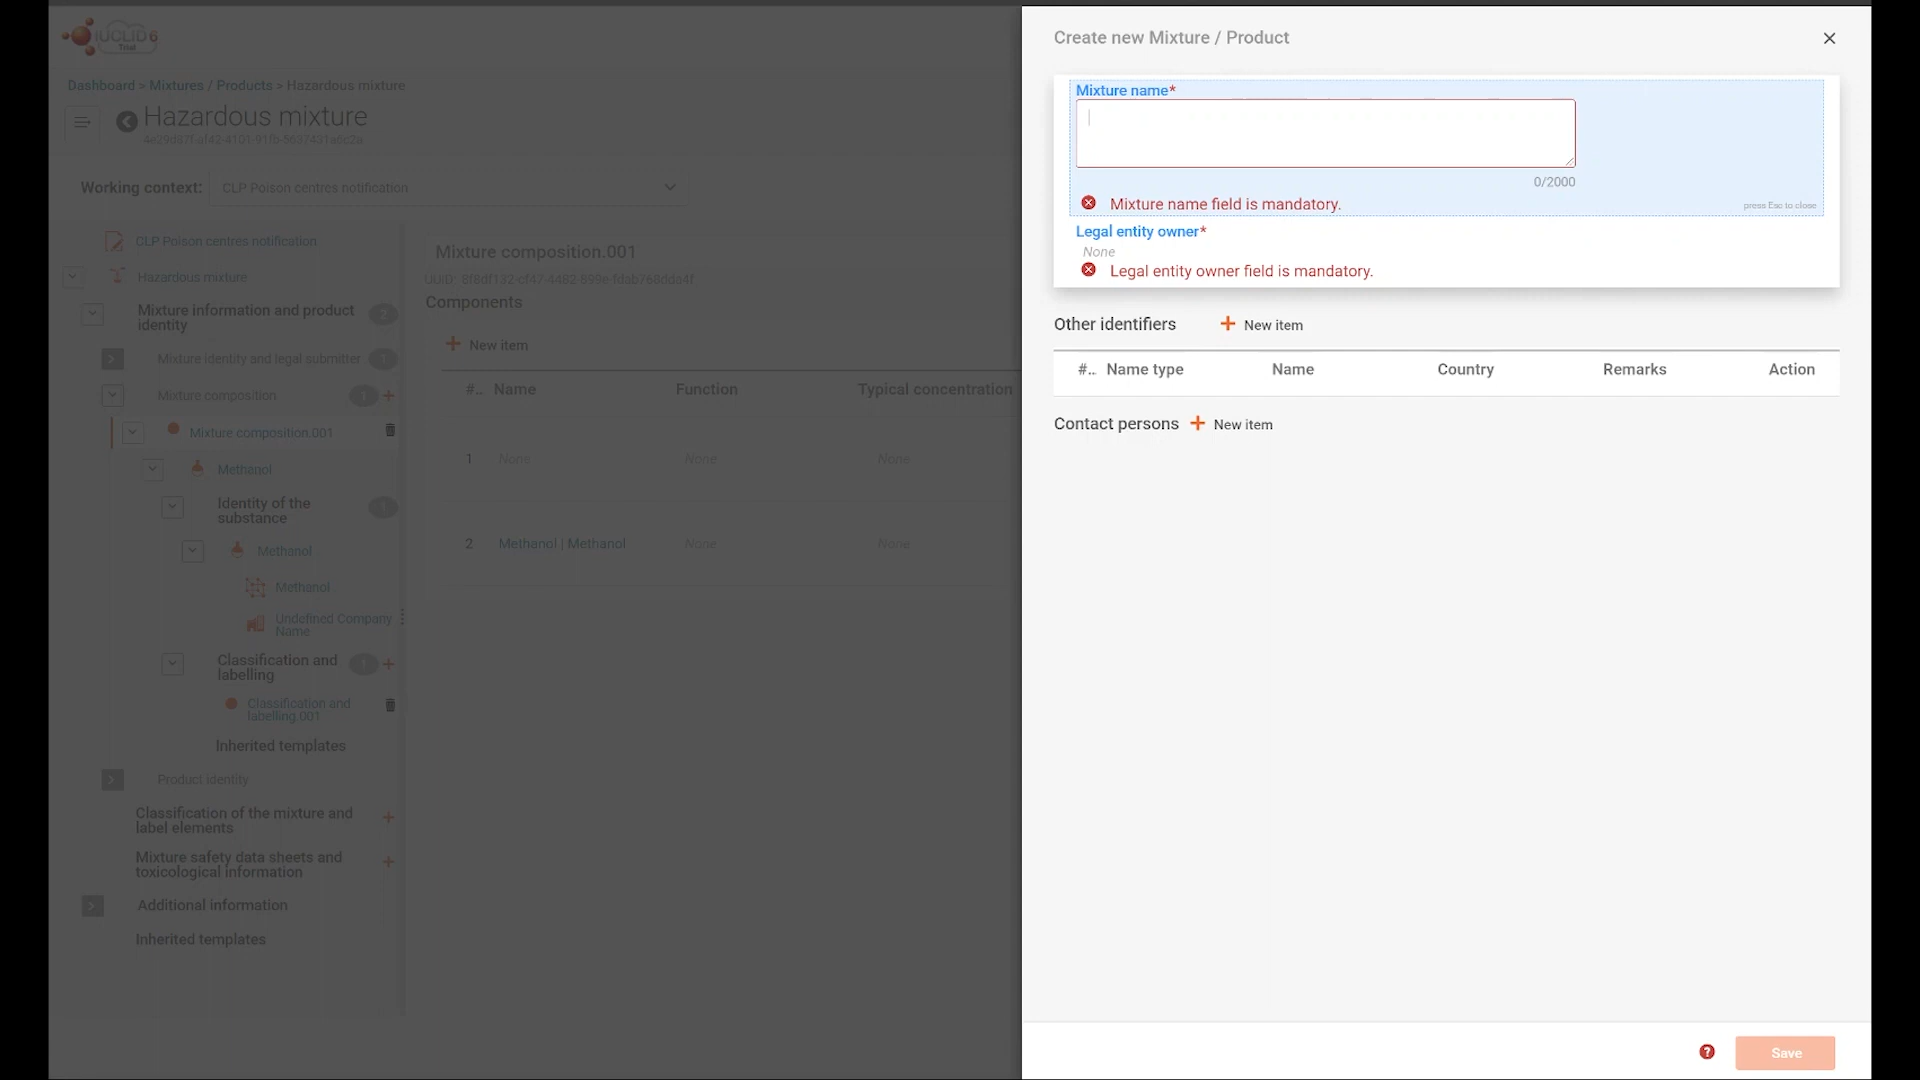 IUCLID 6
Trial
Dashboard > Mixtures / Products > Hazardous mixture
Hazardous mixture
Working context: CLP Poison centres notification
CLP Poison centres notification
Hazardous mixture
Mixture information and product
identity
2
Mixture identity and legal submitter
Mixture composition
1
Mixture composition.001
Methanol
Identity of the
substance
1
Methanol
Methanol
Undefined Company
Name
Classification and
labelling
1
Classification and
labelling.001
Inherited templates
Product identity
Classification of the mixture and
label elements
Mixture safety data sheets and
toxicological information
Additional information
Inherited templates
Mixture composition.001
Components
New item
#.. Name Function Typical concentration
1 None None None
2 Methanol | Methanol None None
Create new Mixture / Product
Mixture name*
0/2000
Mixture name field is mandatory.
press Esc to close
Legal entity owner*
None
Legal entity owner field is mandatory.
Other identifiers New item
#.. Name type Name Country Remarks Action
Contact persons New item
Save